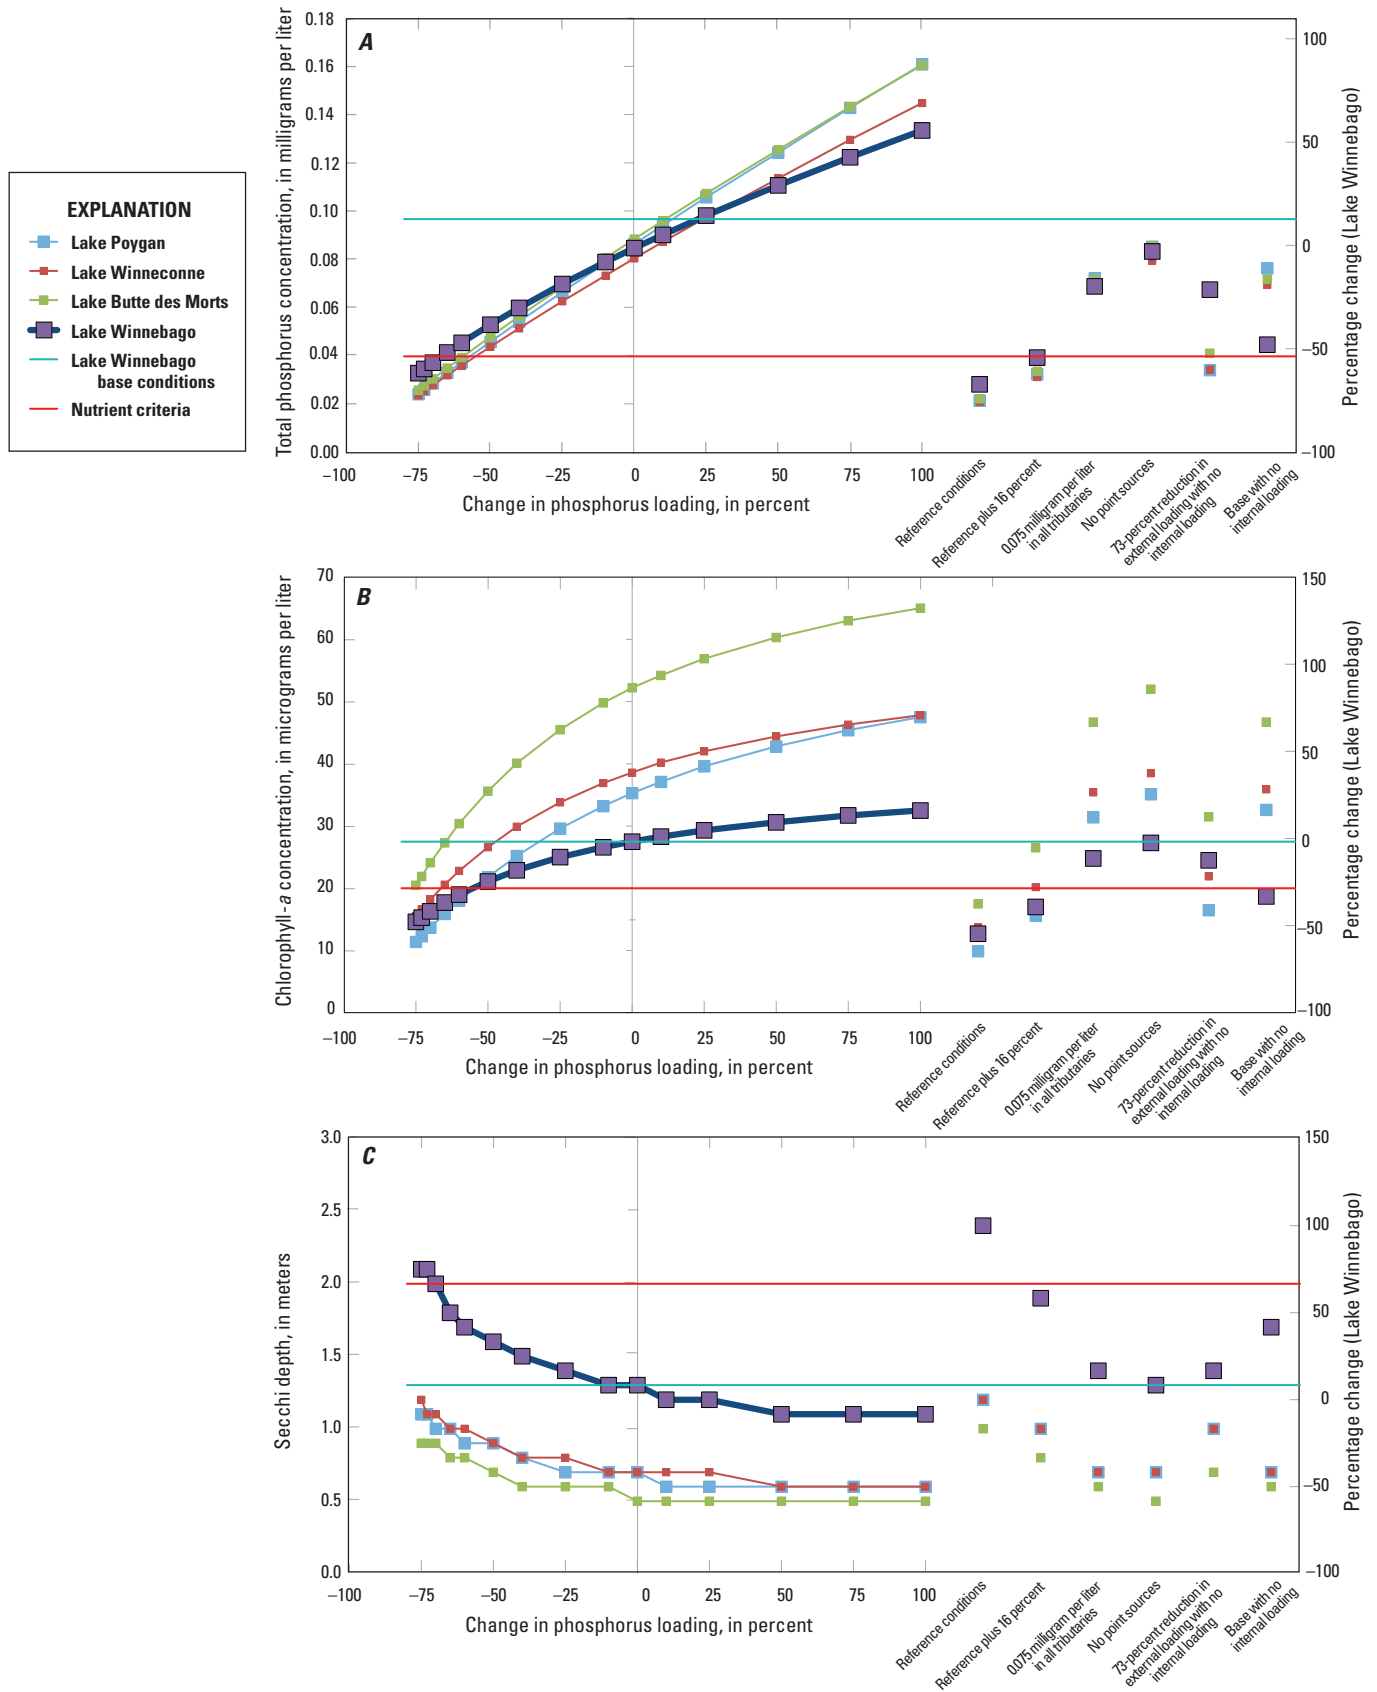 EXPLANATION
Lake Poygan
Lake Winneconne
Lake Butte des Morts
Lake Winnebago
Lake Winnebago
base conditions
Nutrient criteria
A
Total phosphorus concentration, in milligrams per liter
0.18
0.16
0.14
0.12
0.10
0.08
0.06
0.04
0.02
0.00
−100
−75
−50
−25
0
25
50
75
100
Change in phosphorus loading, in percent
Reference conditions
Reference plus 16 percent
0.075 milligram per liter
in all tributaries
No point sources
73-percent reduction in
external loading with no
internal loading
Base with no
internal loading
100
50
0
−50
−100
Percentage change (Lake Winnebago)
B
Chlorophyll-a concentration, in micrograms per liter
70
60
50
40
30
20
10
0
−100
−75
−50
−25
0
25
50
75
100
Change in phosphorus loading, in percent
Reference conditions
Reference plus 16 percent
0.075 milligram per liter
in all tributaries
No point sources
73-percent reduction in
external loading with no
internal loading
Base with no
internal loading
150
100
50
0
−50
−100
Percentage change (Lake Winnebago)
C
Secchi depth, in meters
3.0
2.5
2.0
1.5
1.0
0.5
0.0
−100
−75
−50
−25
0
25
50
75
100
Change in phosphorus loading, in percent
Reference conditions
Reference plus 16 percent
0.075 milligram per liter
in all tributaries
No point sources
73-percent reduction in
external loading with no
internal loading
Base with no
internal loading
150
100
50
0
−50
−100
Percentage change (Lake Winnebago)